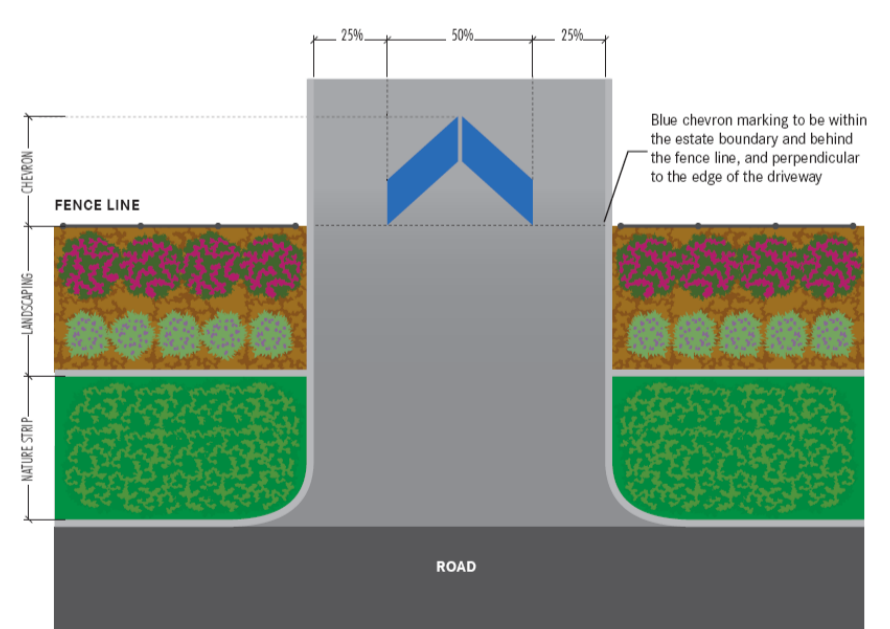 25% 50% 25%
Blue chevron marking to be within
the estate boundary and behind
the fence line, and perpendicular
to the edge of the driveway
CHEVRON
FENCE LINE
LANDSCAPING
NATURE STRIP
ROAD